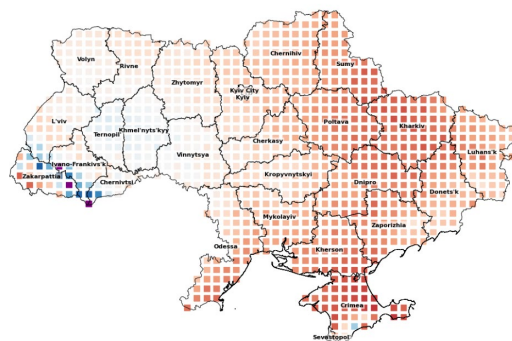 Chernihiv
Volyn
Sumy
Rivne
Zhytomyr
Kyiv City
Kyiv
L'viv
Poltava
Kharkiv
Ternopil
Khmel'nyts'kyy
Cherkasy
Luhans'k
Vinnytsya
Ivano-Frankivs'k
Zakarpattia
Kropyvnytskyi
Chernivtsi
Dnipro
Donets'k
Mykolayiv
Zaporizhia
Odessa
Kherson
Crimea
Sevastopol